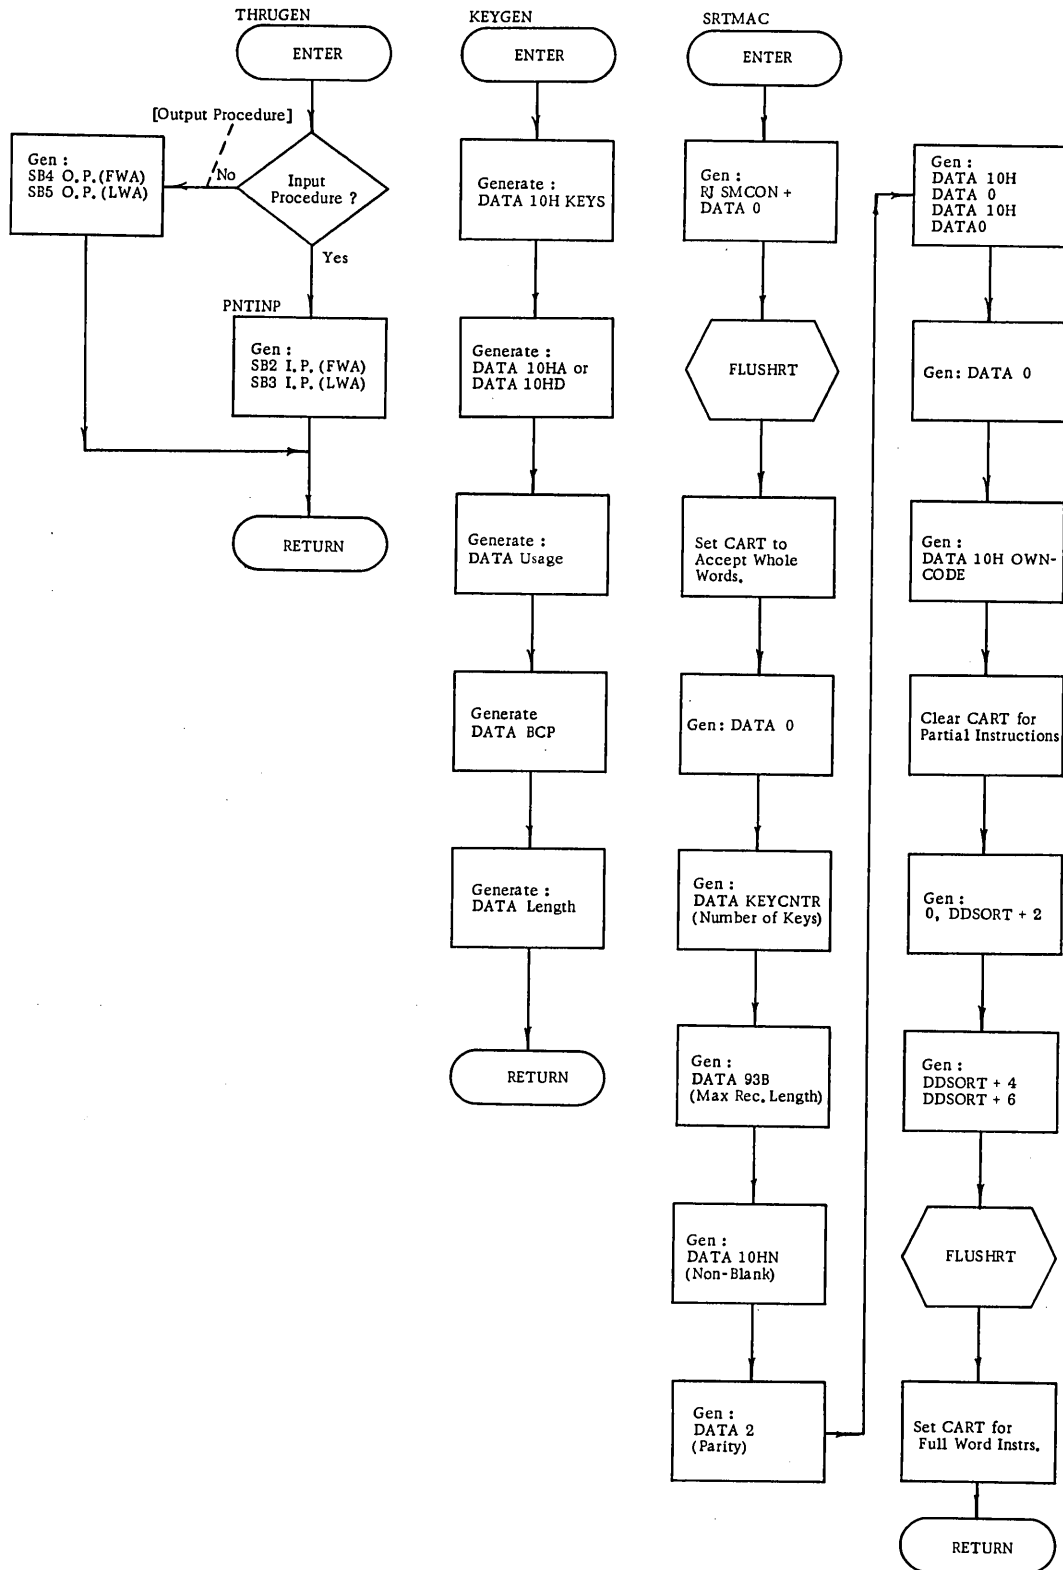 THRUGEN
ENTER
[Output Procedure]
Gen :
SB4 O.P. (FWA)
SB5 O.P. (LWA)
No
Input
Procedure ?
Yes
PNTINP
Gen :
SB2 I.P. (FWA)
SB3 I.P. (LWA)
RETURN
KEYGEN
ENTER
Generate :
DATA 10H KEYS
Generate :
DATA 10HA or
DATA 10HD
Generate :
DATA Usage
Generate
DATA BCP
Generate :
DATA Length
RETURN
SRTMAC
ENTER
Gen :
RJ SMCON +
DATA 0
FLUSHRT
Set CART to
Accept Whole
Words.
Gen: DATA 0
Gen :
DATA KEYCNTR
(Number of Keys)
Gen :
DATA 93B
(Max Rec. Length)
Gen :
DATA 10HN
(Non-Blank)
Gen :
DATA 2
(Parity)
Gen :
DATA 10H
DATA 0
DATA 10H
DATA0
Gen: DATA 0
Gen :
DATA 10H OWN-
CODE
Clear CART for
Partial Instructions
Gen :
0, DDSORT + 2
Gen :
DDSORT + 4
DDSORT + 6
FLUSHRT
Set CART for
Full Word Instrs.
RETURN